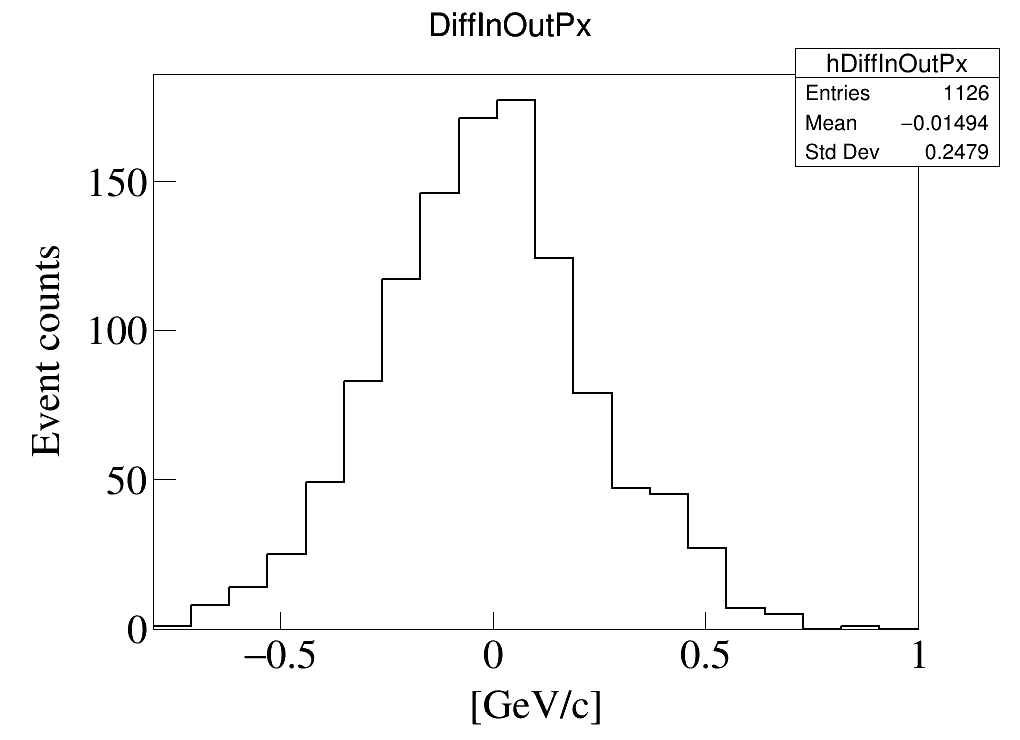 DiffInOutPx
hDiffInOutPx
Entries 1126
Mean −0.01494
Std Dev 0.2479
Event counts
150
100
50
0
−0.5 0 0.5 1
[GeV/c]